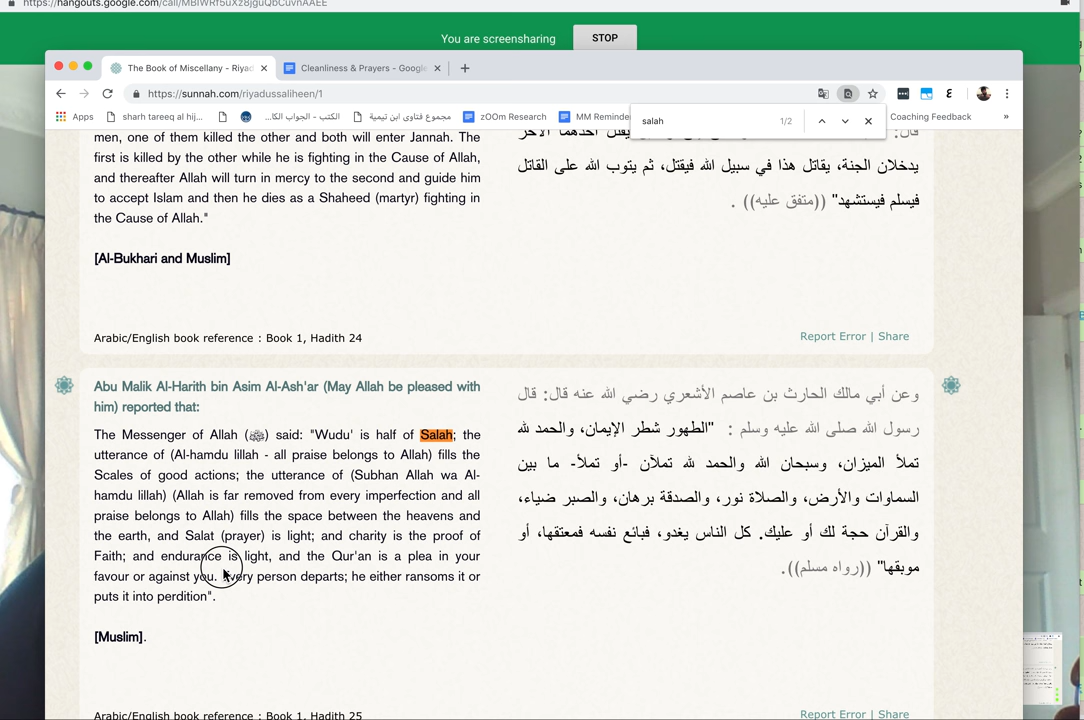 https://hangouts.google.com/call/MBIWRf5uXz8jguQbCuvnAAEE
You are screensharing
STOP
The Book of Miscellany - Riyad
Cleanliness & Prayers - Google
https://sunnah.com/riyadussaliheen/1
Apps
sharh tareeq al hij...
الكتب - الجواب الكا...
مجموع فتاوى ابن تيمية
zOOm Research
MM Reminde
Coaching Feedback
»
salah
1/2
men, one of them killed the other and both will enter Jannah. The
first is killed by the other while he is fighting in the Cause of Allah,
and thereafter Allah will turn in mercy to the second and guide him
to accept Islam and then he dies as a Shaheed (martyr) fighting in
the Cause of Allah."
[Al-Bukhari and Muslim]
قال:
يقتل أحدهما الآخر
يدخلان الجنة، يقاتل هذا في سبيل الله فيقتل، ثم يتوب الله على القاتل
فيسلم فيستشهد" ((متفق عليه)) .
Arabic/English book reference : Book 1, Hadith 24
Report Error | Share
Abu Malik Al-Harith bin Asim Al-Ash'ar (May Allah be pleased with
him) reported that:
The Messenger of Allah (ﷺ) said: "Wudu' is half of Salah; the
utterance of (Al-hamdu lillah - all praise belongs to Allah) fills the
Scales of good actions; the utterance of (Subhan Allah wa Al-
hamdu lillah) (Allah is far removed from every imperfection and all
praise belongs to Allah) fills the space between the heavens and
the earth, and Salat (prayer) is light; and charity is the proof of
Faith; and endurance is light, and the Qur'an is a plea in your
favour or against you. Every person departs; he either ransoms it or
puts it into perdition".
[Muslim].
وعن أبي مالك الحارث بن عاصم الأشعري رضي الله عنه قال: قال
رسول الله صلى الله عليه وسلم : "الطهور شطر الإيمان، والحمد لله
تملأ الميزان، وسبحان الله والحمد لله تملآن -أو تملأ- ما بين
السماوات والأرض، والصلاة نور، والصدقة برهان، والصبر ضياء،
والقرآن حجة لك أو عليك. كل الناس يغدو، فبائع نفسه فمعتقها، أو
موبقها" ((رواه مسلم)).
Arabic/English book reference : Book 1, Hadith 25
Report Error | Share